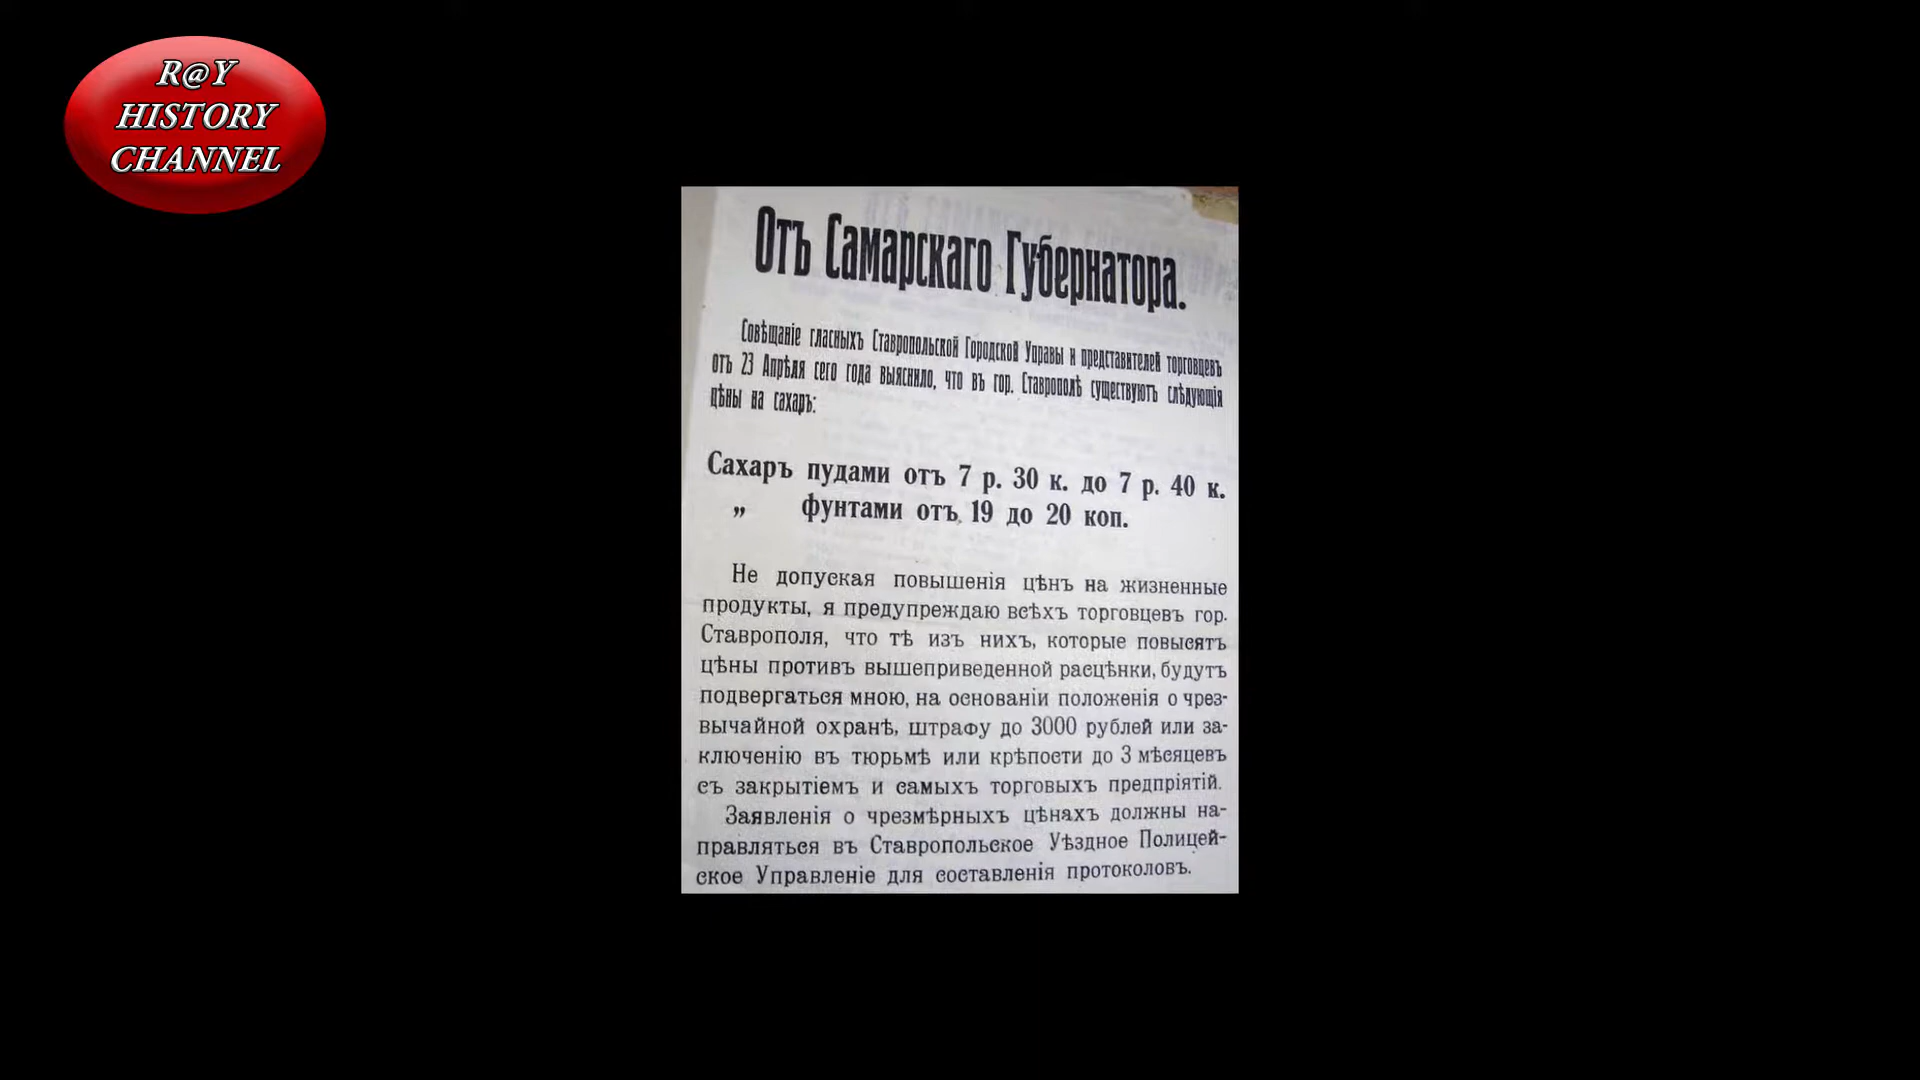 R@Y
HISTORY
CHANNEL
Отъ Самарскаго Губернатора.
Совѣщаніе гласныхъ Ставропольской Городской Управы и представителей торговцевъ
отъ 23 Апрѣля сего года выяснило, что въ гор. Ставрополѣ существуютъ слѣдующія
цѣны на сахаръ:
Сахаръ пудами отъ 7 р. 30 к. до 7 р. 40 к.
„ фунтами отъ 19 до 20 коп.
Не допуская повышенія цѣнъ на жизненные
продукты, я предупреждаю всѣхъ торговцевъ гор.
Ставрополя, что тѣ изъ нихъ, которые повысятъ
цѣны противъ вышеприведенной расцѣнки, будутъ
подвергаться мною, на основаніи положенія о чрез-
вычайной охранѣ, штрафу до 3000 рублей или за-
ключенію въ тюрьмѣ или крѣпости до 3 мѣсяцевъ
съ закрытіемъ и самыхъ торговыхъ предпріятій.
Заявленія о чрезмѣрныхъ цѣнахъ должны на-
правляться въ Ставропольское Уѣздное Полицей-
ское Управленіе для составленія протоколовъ.